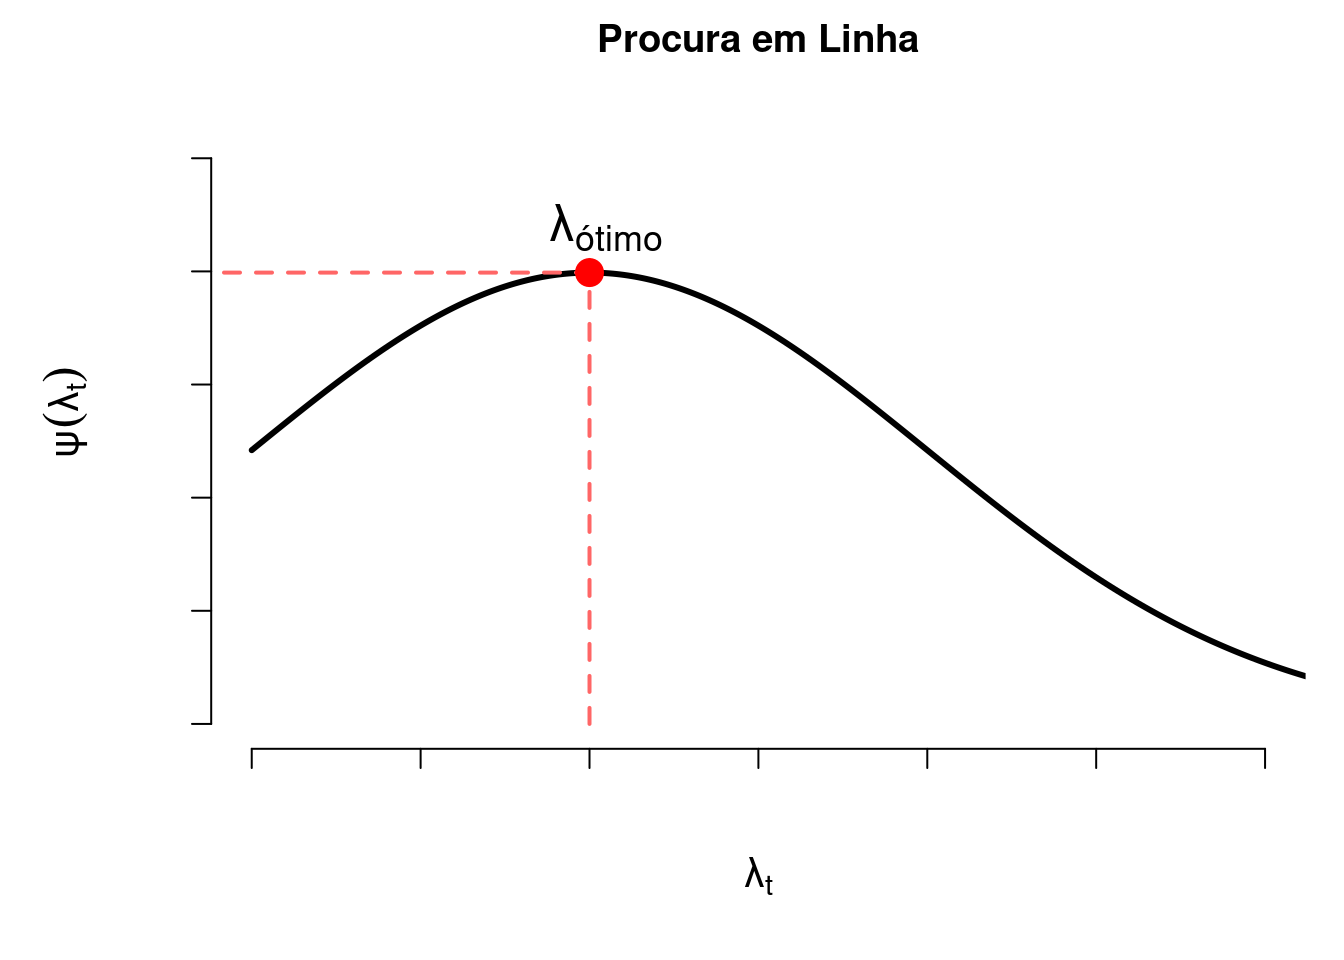 Procura em Linha
λótimo
ψ(λt)
λt